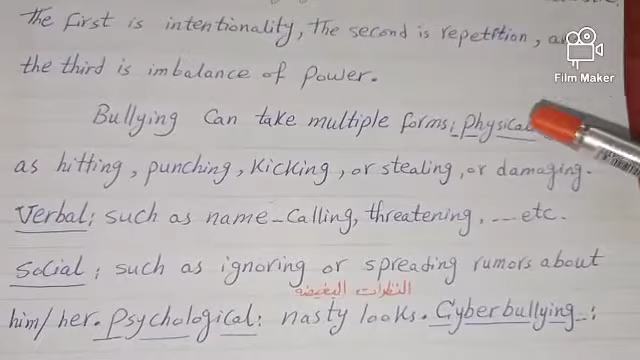 The first is intentionality, the second is repetition,
the third is imbalance of power.
Film Maker
Bullying can take multiple forms; physical
as hitting, punching, kicking, or stealing, or damaging.
Verbal; such as name-calling, threatening, --- etc.
Social; such as ignoring or spreading rumors about
النظرات البغيضة
him/her. Psychological: nasty looks. Cyberbullying: